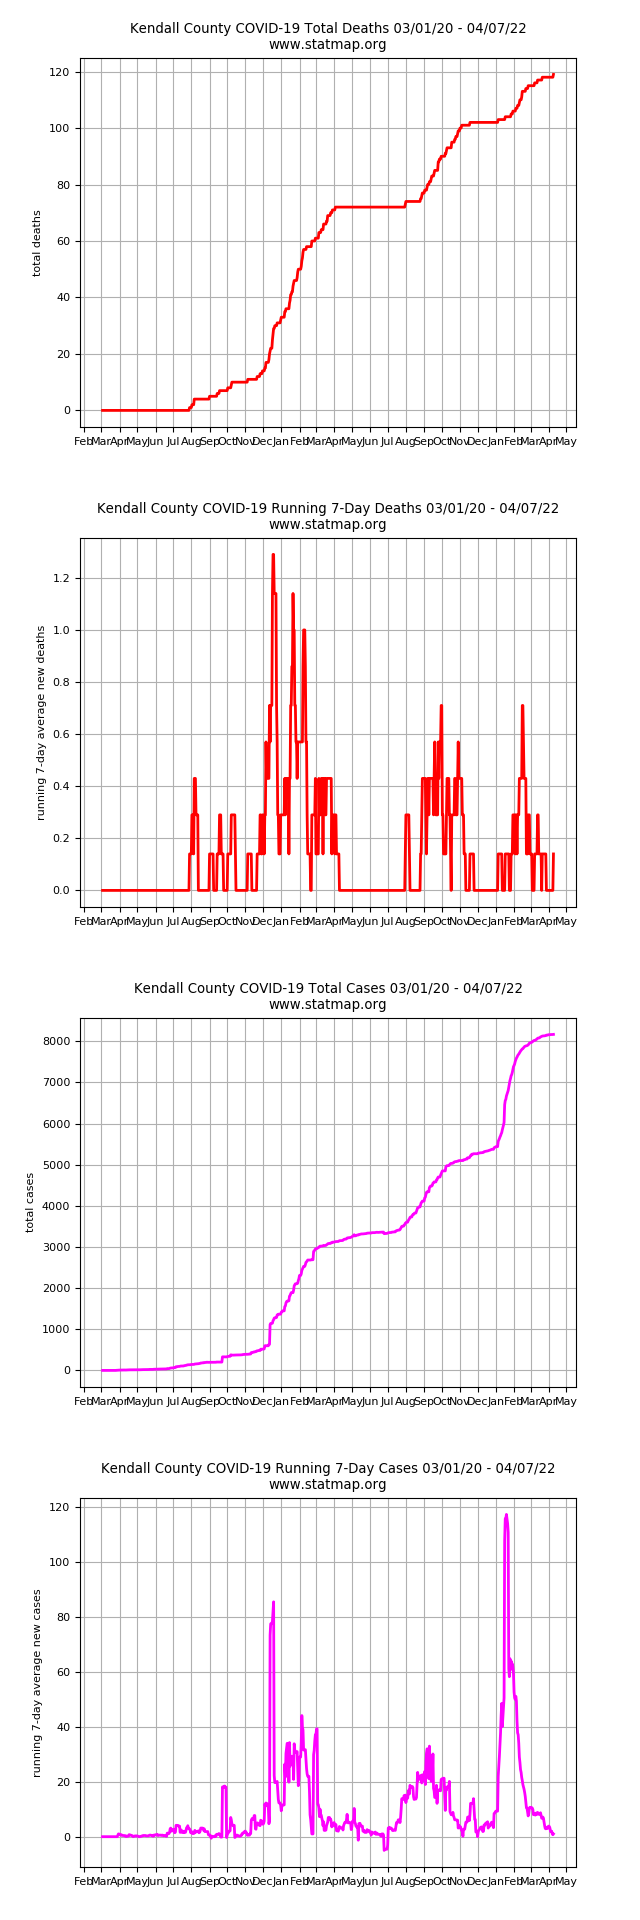 Kendall County COVID-19 Total Deaths 03/01/20 - 04/07/22
www.statmap.org
120
100
80
60
40
20
0
total deaths
Feb Mar Apr May Jun Jul Aug Sep Oct Nov Dec Jan Feb Mar Apr May Jun Jul Aug Sep Oct Nov Dec Jan Feb Mar Apr May
Kendall County COVID-19 Running 7-Day Deaths 03/01/20 - 04/07/22
www.statmap.org
1.2
1.0
0.8
0.6
0.4
0.2
0.0
running 7-day average new deaths
Feb Mar Apr May Jun Jul Aug Sep Oct Nov Dec Jan Feb Mar Apr May Jun Jul Aug Sep Oct Nov Dec Jan Feb Mar Apr May
Kendall County COVID-19 Total Cases 03/01/20 - 04/07/22
www.statmap.org
8000
7000
6000
5000
4000
3000
2000
1000
0
total cases
Feb Mar Apr May Jun Jul Aug Sep Oct Nov Dec Jan Feb Mar Apr May Jun Jul Aug Sep Oct Nov Dec Jan Feb Mar Apr May
Kendall County COVID-19 Running 7-Day Cases 03/01/20 - 04/07/22
www.statmap.org
120
100
80
60
40
20
0
running 7-day average new cases
Feb Mar Apr May Jun Jul Aug Sep Oct Nov Dec Jan Feb Mar Apr May Jun Jul Aug Sep Oct Nov Dec Jan Feb Mar Apr May